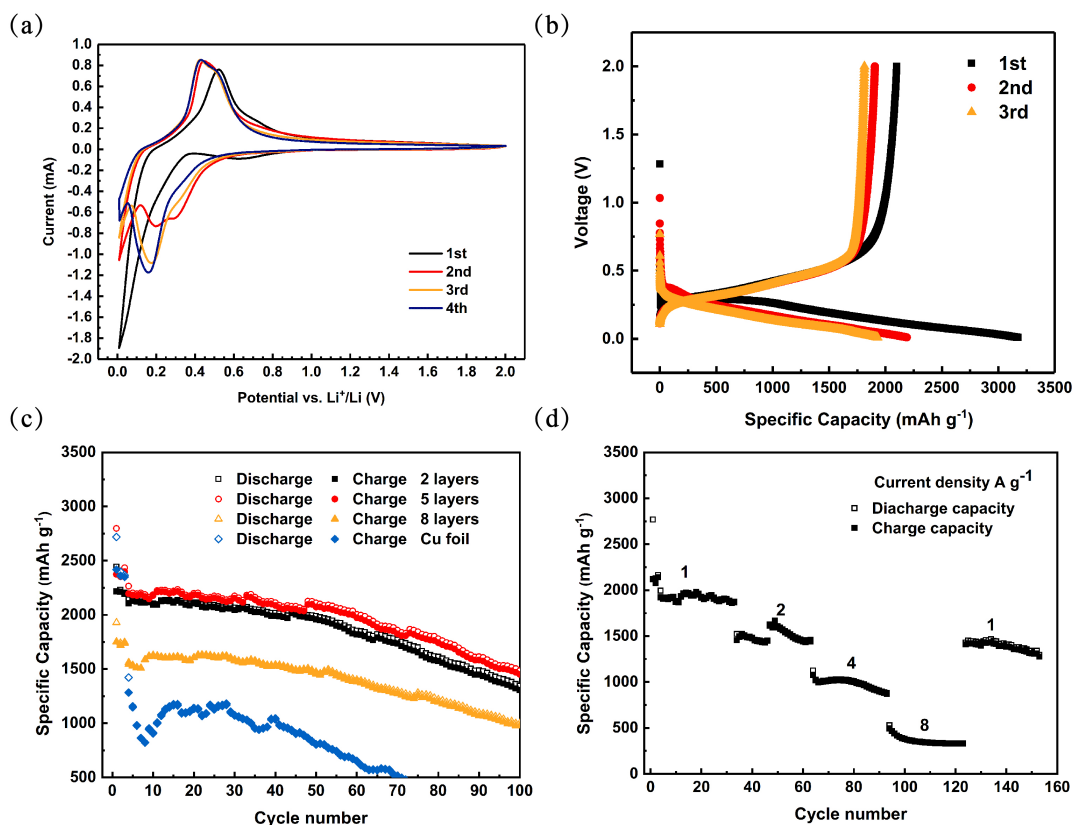 (a)
1.0
0.8
0.6
0.4
0.2
0.0
-0.2
-0.4
-0.6
-0.8
-1.0
-1.2
-1.4
-1.6
-1.8
-2.0
Current (mA)
1st
2nd
3rd
4th
0.0 0.2 0.4 0.6 0.8 1.0 1.2 1.4 1.6 1.8 2.0
Potential vs. Li⁺/Li (V)
(b)
2.0
1.5
1.0
0.5
0.0
Voltage (V)
1st
2nd
3rd
0 500 1000 1500 2000 2500 3000 3500
Specific Capacity (mAh g⁻¹)
(c)
3500
3000
2500
2000
1500
1000
500
Specific Capacity (mAh g⁻¹)
Discharge Charge 2 layers
Discharge Charge 5 layers
Discharge Charge 8 layers
Discharge Charge Cu foil
0 10 20 30 40 50 60 70 80 90 100
Cycle number
(d)
3500
3000
2500
2000
1500
1000
500
0
Specific Capacity (mAh g⁻¹)
Current density A g⁻¹
Diacharge capacity
Charge capacity
1
2
4
8
1
0 20 40 60 80 100 120 140 160
Cycle number